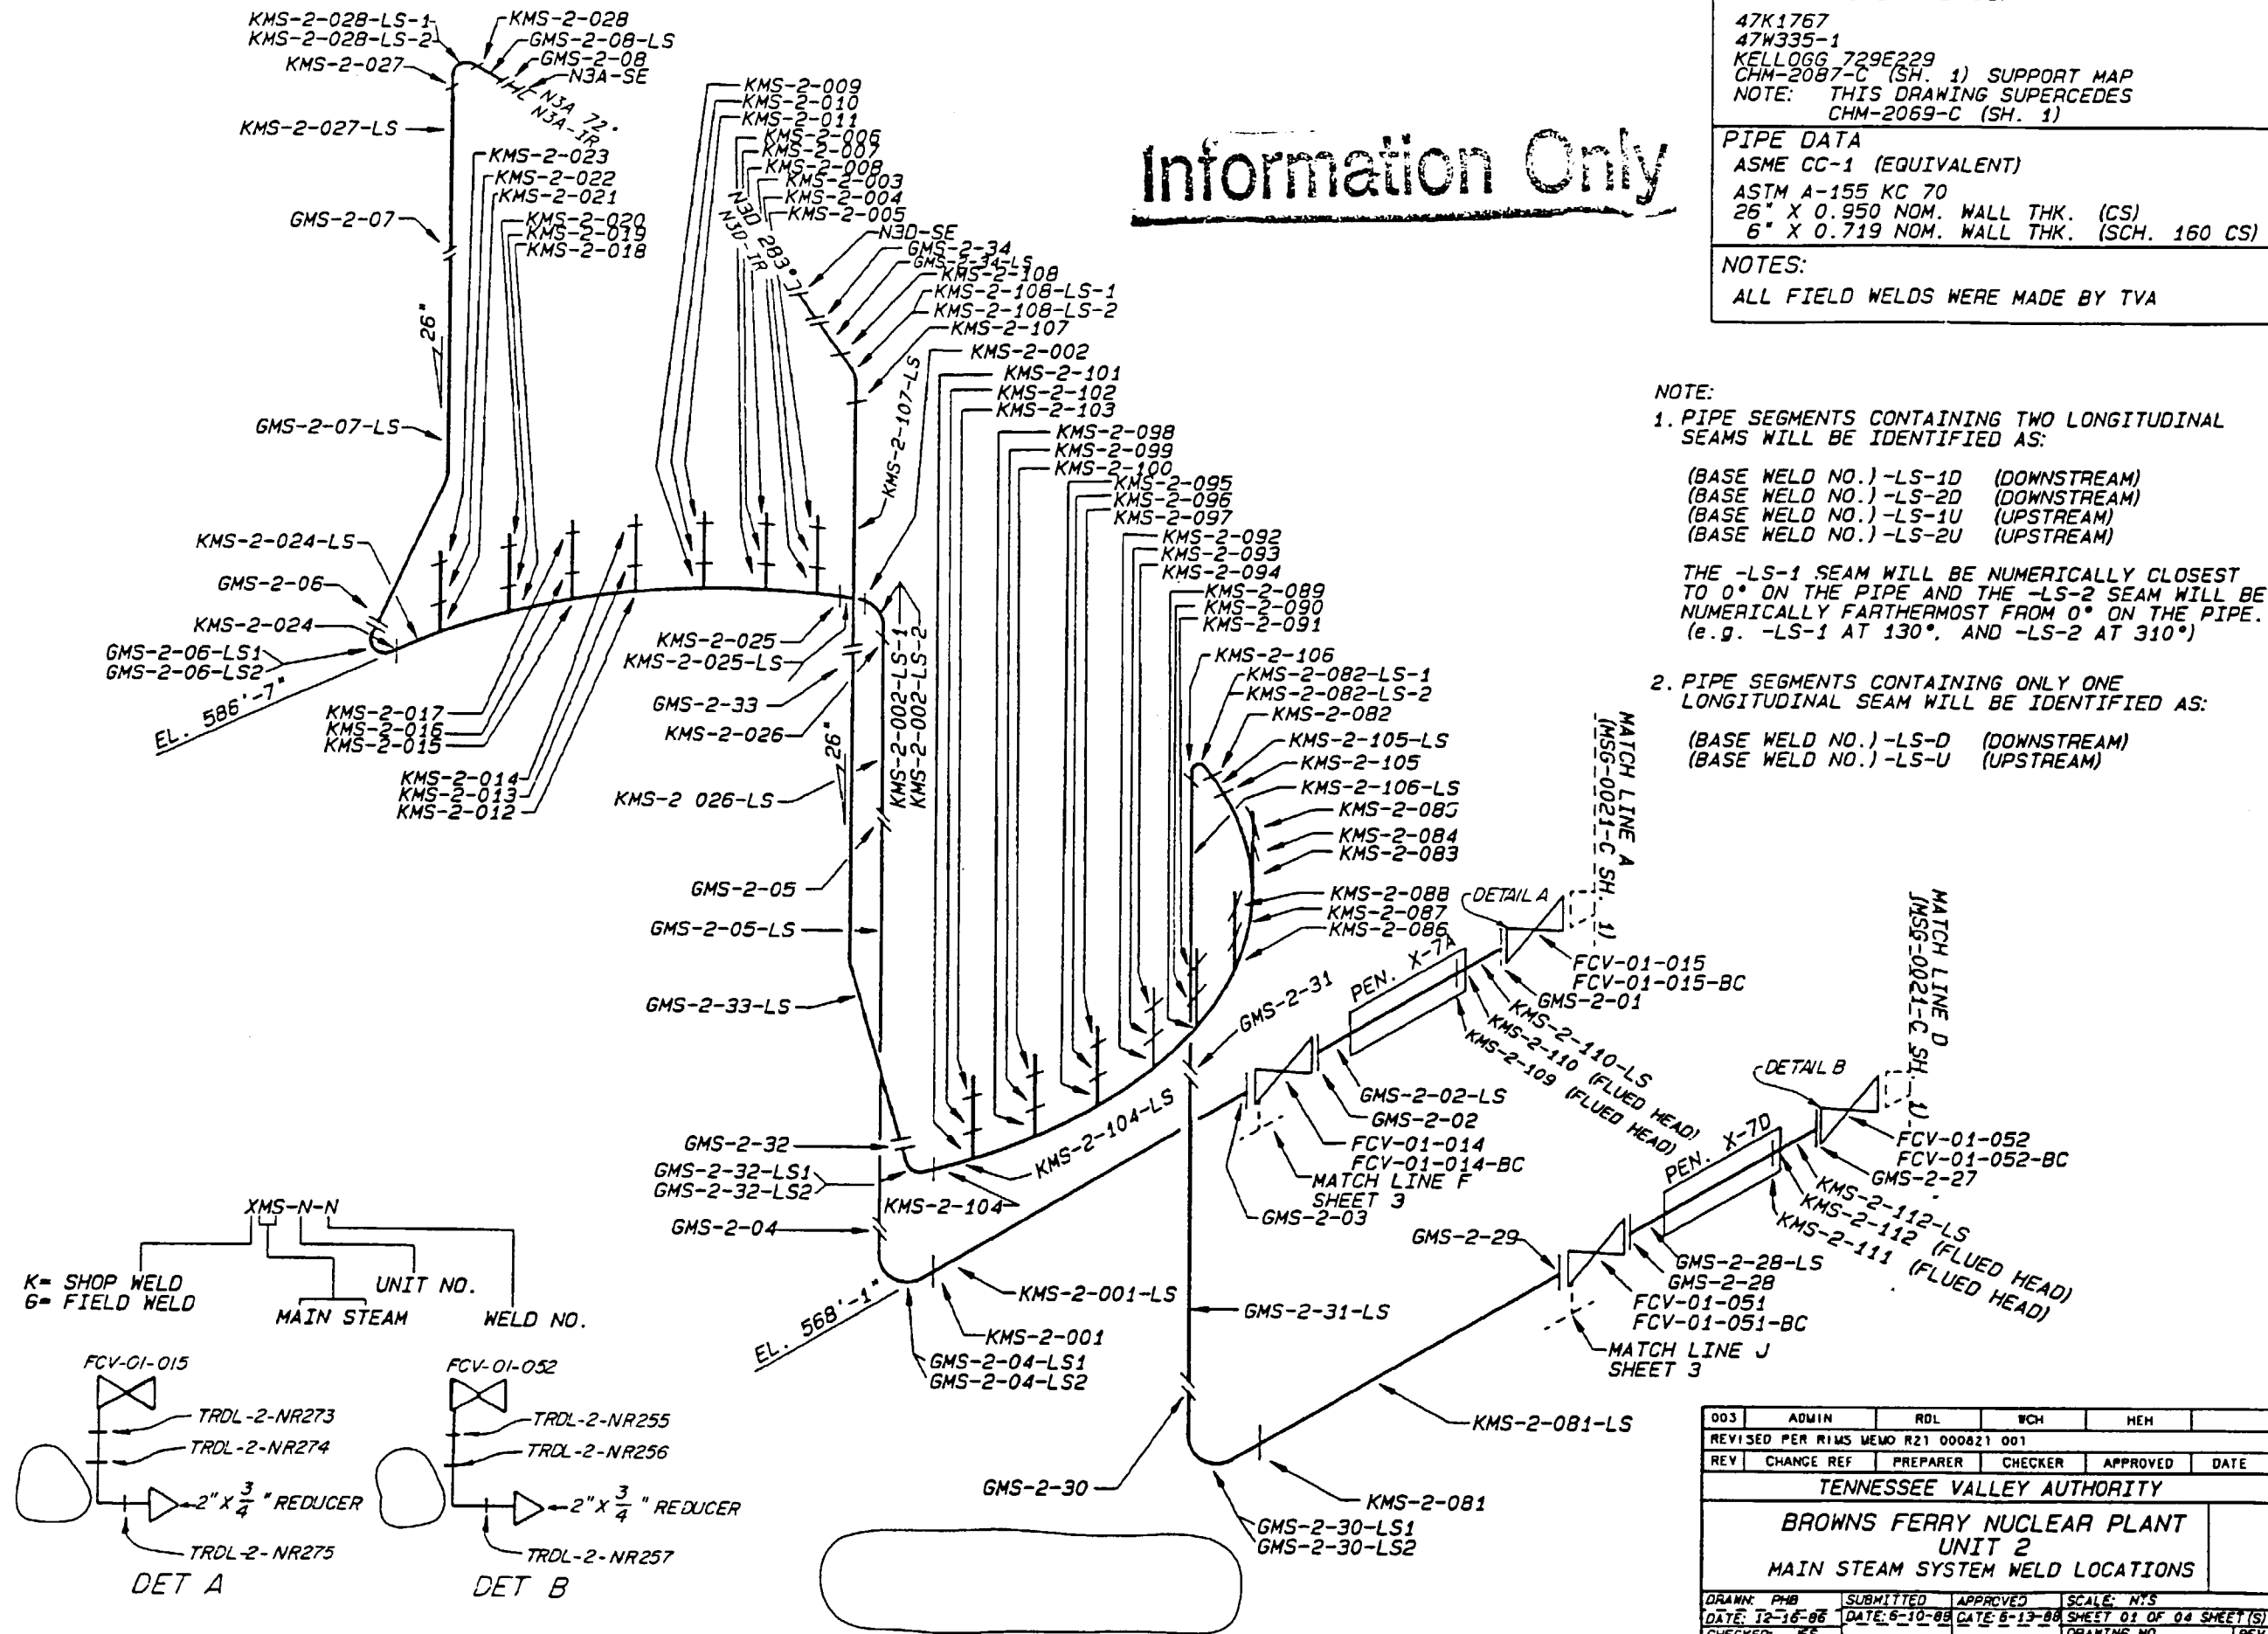 KMS-2-028-LS-1
KMS-2-028-LS-2
KMS-2-027
KMS-2-028
GMS-2-08-LS
GMS-2-08
N3A-SE
N3A 72°
N3A-IR
KMS-2-027-LS
GMS-2-07
26"
GMS-2-07-LS
KMS-2-023
KMS-2-022
KMS-2-021
KMS-2-020
KMS-2-019
KMS-2-018
KMS-2-009
KMS-2-010
KMS-2-011
KMS-2-006
KMS-2-007
KMS-2-008
KMS-2-003
KMS-2-004
KMS-2-005
N3D 283°
N3D-IR
N3D-SE
GMS-2-34
GMS-2-34-LS
KMS-2-108
KMS-2-108-LS-1
KMS-2-108-LS-2
KMS-2-107
KMS-2-107-LS
KMS-2-002
KMS-2-101
KMS-2-102
KMS-2-103
KMS-2-098
KMS-2-099
KMS-2-100
KMS-2-095
KMS-2-096
KMS-2-097
KMS-2-092
KMS-2-093
KMS-2-094
KMS-2-089
KMS-2-090
KMS-2-091
KMS-2-106
KMS-2-082-LS-1
KMS-2-082-LS-2
KMS-2-082
KMS-2-105-LS
KMS-2-105
KMS-2-106-LS
KMS-2-084
KMS-2-083
KMS-2-088
KMS-2-087
KMS-2-086
KMS-2-024-LS
GMS-2-06
KMS-2-024
GMS-2-06-LS1
GMS-2-06-LS2
EL. 586'-7"
KMS-2-017
KMS-2-016
KMS-2-015
KMS-2-014
KMS-2-013
KMS-2-012
KMS-2-025
KMS-2-025-LS
GMS-2-33
KMS-2-026
KMS-2 026-LS
26"
KMS-2-002-LS-1
KMS-2-002-LS-2
GMS-2-05
GMS-2-05-LS
GMS-2-33-LS
GMS-2-32
GMS-2-32-LS1
GMS-2-32-LS2
KMS-2-104
KMS-2-104-LS
GMS-2-04
EL. 568'-1"
KMS-2-001-LS
KMS-2-001
GMS-2-04-LS1
GMS-2-04-LS2
GMS-2-31
GMS-2-31-LS
GMS-2-30
GMS-2-30-LS1
GMS-2-30-LS2
KMS-2-081
KMS-2-081-LS
DETAIL A
PEN. X-7A
FCV-01-015
FCV-01-015-BC
GMS-2-01
KMS-2-110-LS
KMS-2-110 (FLUED HEAD)
KMS-2-109 (FLUED HEAD)
GMS-2-02-LS
GMS-2-02
FCV-01-014
FCV-01-014-BC
MATCH LINE F
SHEET 3
GMS-2-03
MATCH LINE A
(MSG-0021-C SH. 1)
MATCH LINE D
(MSG-0021-C SH. 1)
DETAIL B
PEN. X-7D
FCV-01-052
FCV-01-052-BC
GMS-2-27
KMS-2-112-LS
KMS-2-112 (FLUED HEAD)
KMS-2-111 (FLUED HEAD)
GMS-2-29
GMS-2-28-LS
GMS-2-28
FCV-01-051
FCV-01-051-BC
MATCH LINE J
SHEET 3
Information Only
47K1767
47W335-1
KELLOGG 729E229
CHM-2087-C (SH. 1) SUPPORT MAP
NOTE: THIS DRAWING SUPERCEDES
CHM-2069-C (SH. 1)
PIPE DATA
ASME CC-1 (EQUIVALENT)
ASTM A-155 KC 70
26" X 0.950 NOM. WALL THK. (CS)
6" X 0.719 NOM. WALL THK. (SCH. 160 CS)
NOTES:
ALL FIELD WELDS WERE MADE BY TVA
NOTE:
1. PIPE SEGMENTS CONTAINING TWO LONGITUDINAL
SEAMS WILL BE IDENTIFIED AS:
(BASE WELD NO.)-LS-1D (DOWNSTREAM)
(BASE WELD NO.)-LS-2D (DOWNSTREAM)
(BASE WELD NO.)-LS-1U (UPSTREAM)
(BASE WELD NO.)-LS-2U (UPSTREAM)
THE -LS-1 SEAM WILL BE NUMERICALLY CLOSEST
TO 0° ON THE PIPE AND THE -LS-2 SEAM WILL BE
NUMERICALLY FARTHERMOST FROM 0° ON THE PIPE.
(e.g. -LS-1 AT 130°, AND -LS-2 AT 310°)
2. PIPE SEGMENTS CONTAINING ONLY ONE
LONGITUDINAL SEAM WILL BE IDENTIFIED AS:
(BASE WELD NO.)-LS-D (DOWNSTREAM)
(BASE WELD NO.)-LS-U (UPSTREAM)
XMS-N-N
K= SHOP WELD
G= FIELD WELD
UNIT NO.
MAIN STEAM
WELD NO.
FCV-01-015
TRDL-2-NR273
TRDL-2-NR274
2" X 3/4" REDUCER
TRDL-2-NR275
DET A
FCV-01-052
TRDL-2-NR255
TRDL-2-NR256
2" X 3/4" REDUCER
TRDL-2-NR257
DET B
003 ADMIN RDL WCH HEH
REVISED PER RIMS MEMO R21 000821 001
REV CHANGE REF PREPARER CHECKER APPROVED DATE
TENNESSEE VALLEY AUTHORITY
BROWNS FERRY NUCLEAR PLANT
UNIT 2
MAIN STEAM SYSTEM WELD LOCATIONS
DRAWN: PHB SUBMITTED APPROVED SCALE: NTS
DATE: 12-16-86 DATE: 6-10-88 DATE: 6-13-88 SHEET 01 OF 04 SHEET(S)